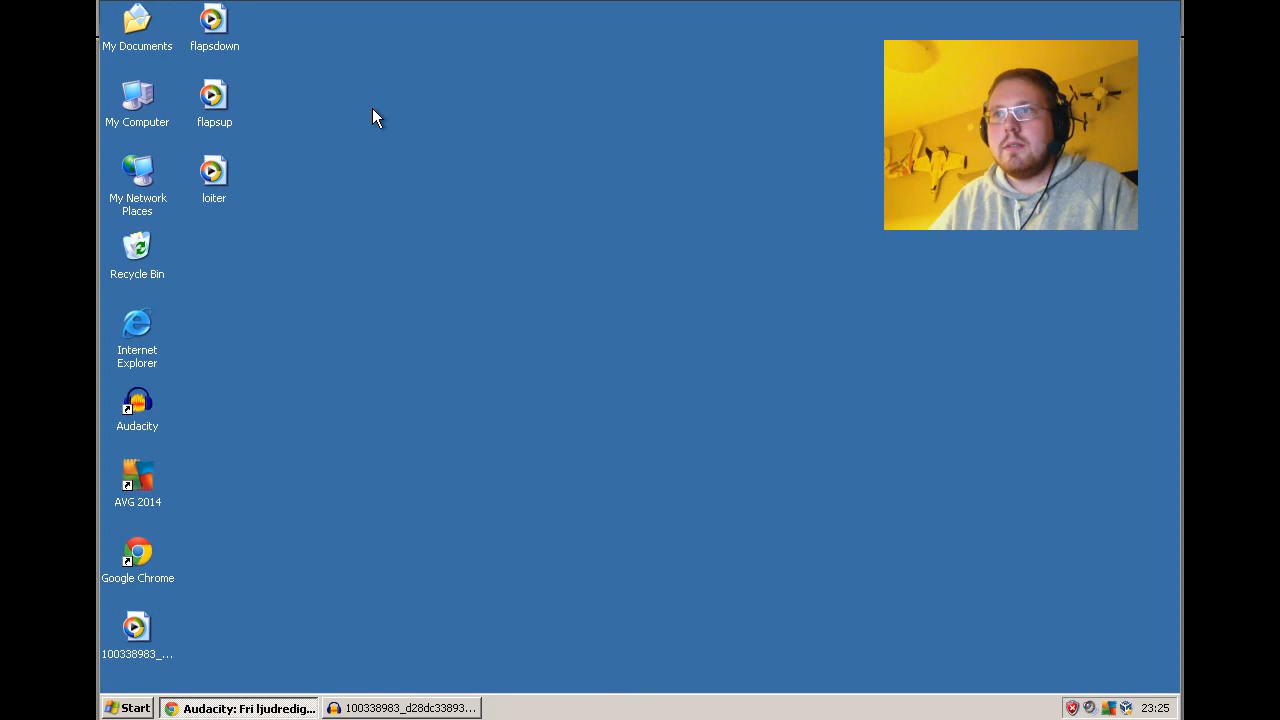 My Documents
flapsdown
My Computer
flapsup
My Network
Places
loiter
Recycle Bin
Internet
Explorer
Audacity
AVG 2014
Google Chrome
100338983_...
Start
Audacity: Fri ljudredig...
100338983_d28dc33893...
23:25